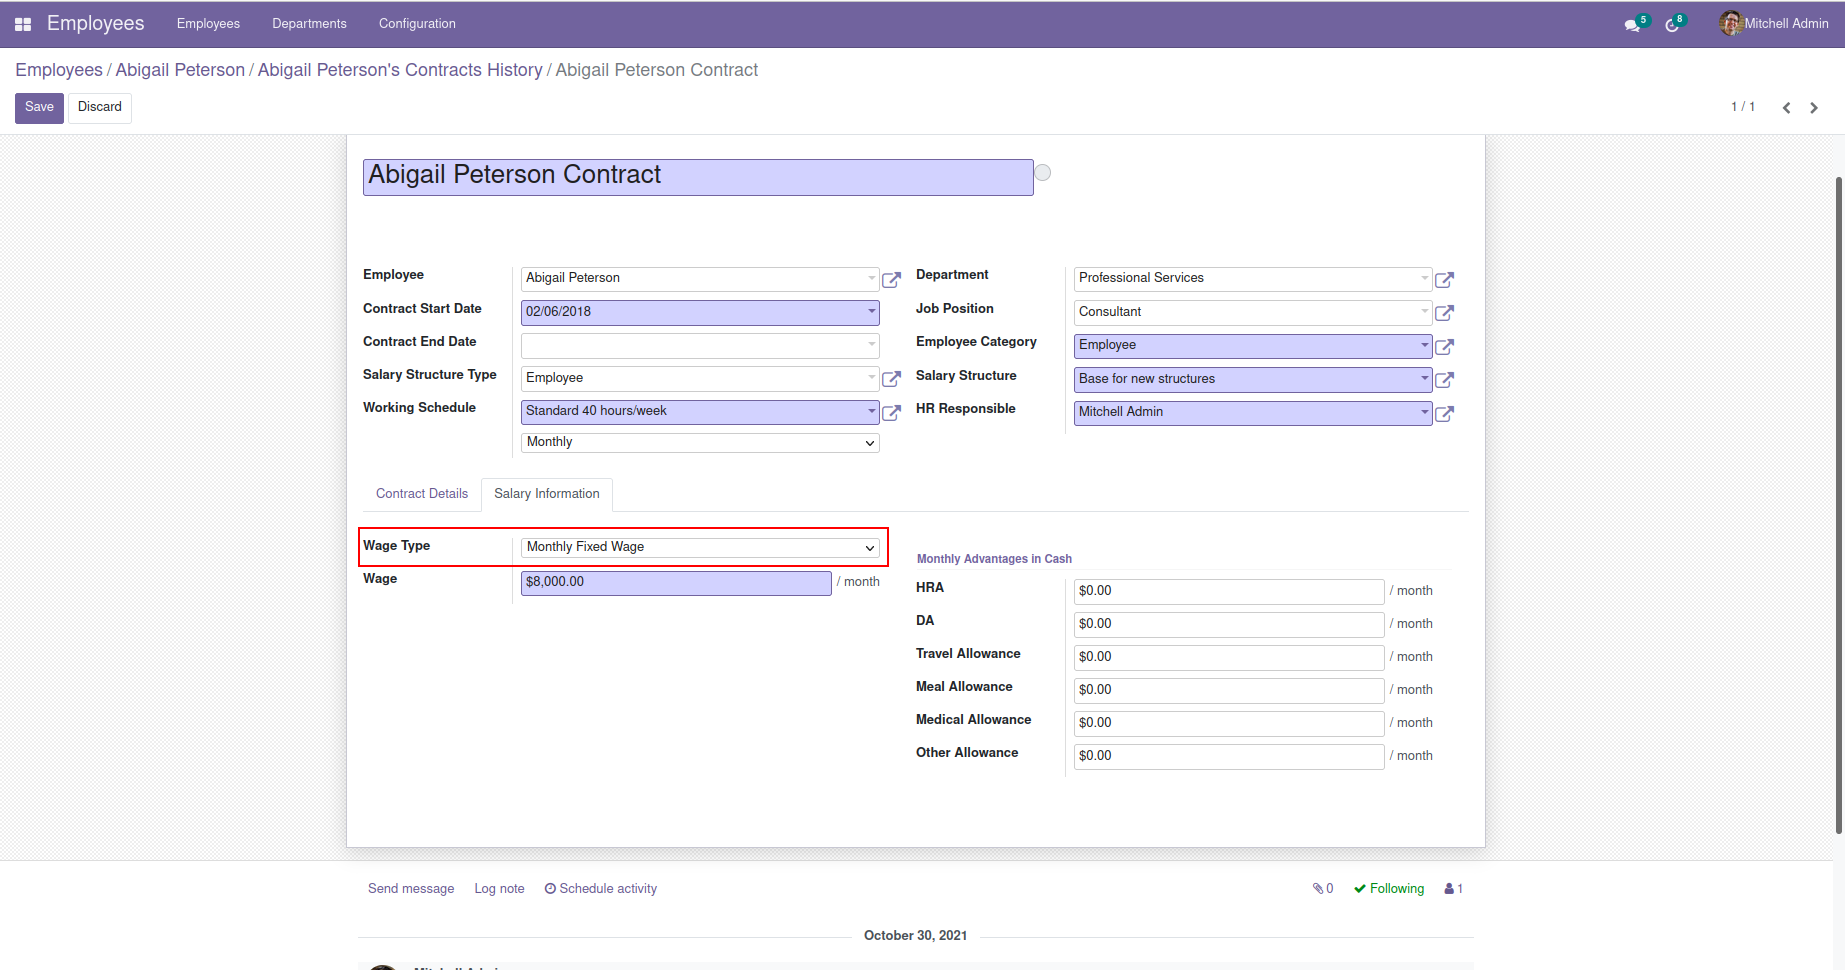 Employees Employees Departments Configuration 5 8 Mitchell Admin
Employees / Abigail Peterson / Abigail Peterson's Contracts History / Abigail Peterson Contract
Save Discard 1 / 1
Abigail Peterson Contract
Employee Abigail Peterson Department Professional Services
Contract Start Date 02/06/2018 Job Position Consultant
Contract End Date Employee Category Employee
Salary Structure Type Employee Salary Structure Base for new structures
Working Schedule Standard 40 hours/week HR Responsible Mitchell Admin
Monthly
Contract Details Salary Information
Wage Type Monthly Fixed Wage
Monthly Advantages in Cash
Wage $8,000.00 / month
HRA $0.00 / month
DA $0.00 / month
Travel Allowance $0.00 / month
Meal Allowance $0.00 / month
Medical Allowance $0.00 / month
Other Allowance $0.00 / month
Send message Log note Schedule activity 0 Following 1
October 30, 2021